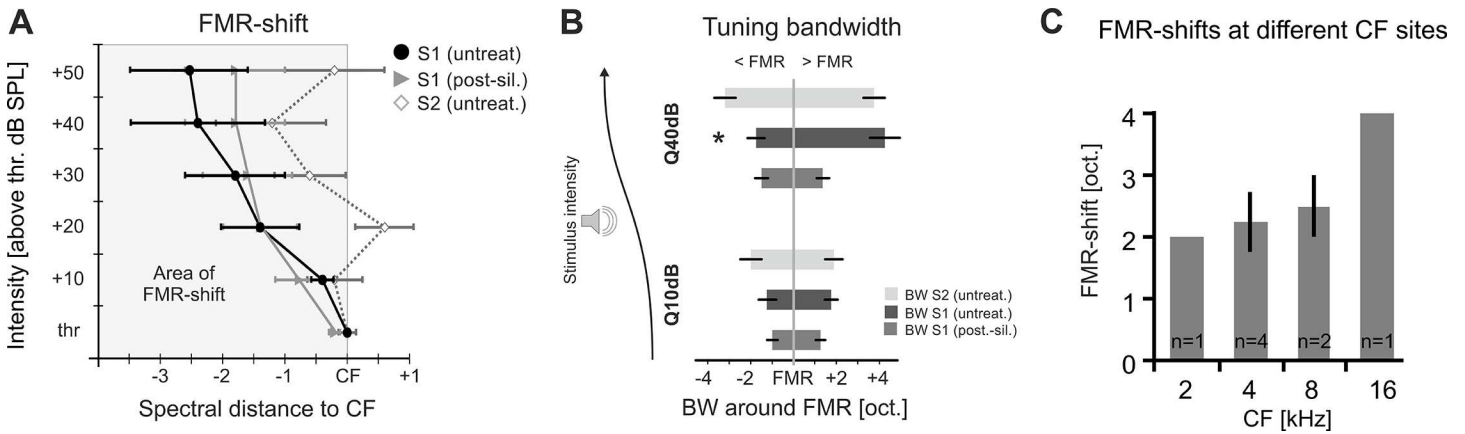 A
FMR-shift
S1 (untreat)
S1 (post-sil.)
S2 (untreat.)
Intensity [above thr. dB SPL]
+50
+40
+30
+20
+10
thr
Area of
FMR-shift
-3 -2 -1 CF +1
Spectral distance to CF
B
Tuning bandwidth
< FMR > FMR
Stimulus intensity
Q40dB
*
Q10dB
BW S2 (untreat.)
BW S1 (untreat.)
BW S1 (post.-sil.)
-4 -2 FMR +2 +4
BW around FMR [oct.]
C
FMR-shifts at different CF sites
FMR-shift [oct.]
4
3
2
1
0
n=1 n=4 n=2 n=1
2 4 8 16
CF [kHz]